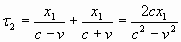 τ₂ = x₁/(c − v) + x₁/(c + v) = 2cx₁/(c² − v²)